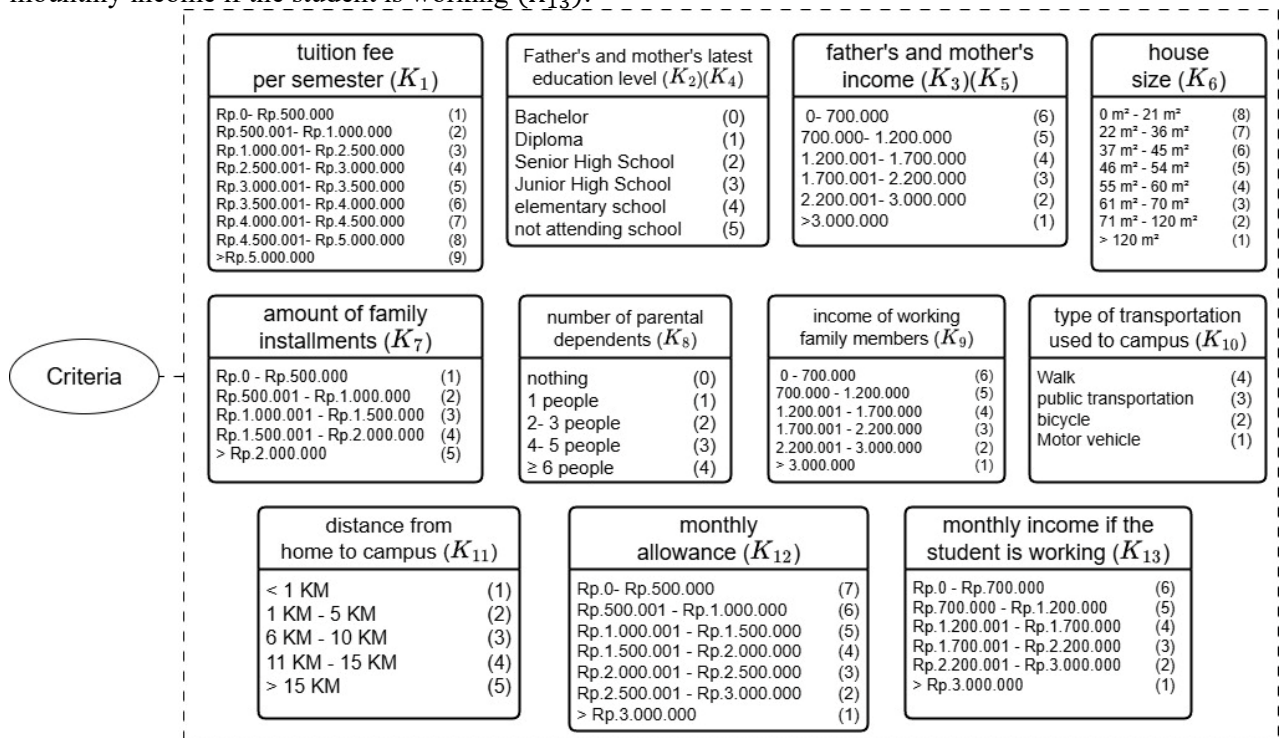 mounthly income if the student is working (K₁₃).
tuition fee
per semester (K₁)
Rp.0- Rp.500.000 (1)
Rp.500.001- Rp.1.000.000 (2)
Rp.1.000.001- Rp.2.500.000 (3)
Rp.2.500.001- Rp.3.000.000 (4)
Rp.3.000.001- Rp.3.500.000 (5)
Rp.3.500.001- Rp.4.000.000 (6)
Rp.4.000.001- Rp.4.500.000 (7)
Rp.4.500.001- Rp.5.000.000 (8)
>Rp.5.000.000 (9)
Father's and mother's latest
education level (K₂)(K₄)
Bachelor (0)
Diploma (1)
Senior High School (2)
Junior High School (3)
elementary school (4)
not attending school (5)
father's and mother's
income (K₃)(K₅)
0- 700.000 (6)
700.000- 1.200.000 (5)
1.200.001- 1.700.000 (4)
1.700.001- 2.200.000 (3)
2.200.001- 3.000.000 (2)
>3.000.000 (1)
house
size (K₆)
0 m² - 21 m² (8)
22 m² - 36 m² (7)
37 m² - 45 m² (6)
46 m² - 54 m² (5)
55 m² - 60 m² (4)
61 m² - 70 m² (3)
71 m² - 120 m² (2)
> 120 m² (1)
Criteria
amount of family
installments (K₇)
Rp.0 - Rp.500.000 (1)
Rp.500.001 - Rp.1.000.000 (2)
Rp.1.000.001 - Rp.1.500.000 (3)
Rp.1.500.001 - Rp.2.000.000 (4)
> Rp.2.000.000 (5)
number of parental
dependents (K₈)
nothing (0)
1 people (1)
2- 3 people (2)
4- 5 people (3)
≥ 6 people (4)
income of working
family members (K₉)
0 - 700.000 (6)
700.000 - 1.200.000 (5)
1.200.001 - 1.700.000 (4)
1.700.001 - 2.200.000 (3)
2.200.001 - 3.000.000 (2)
> 3.000.000 (1)
type of transportation
used to campus (K₁₀)
Walk (4)
public transportation (3)
bicycle (2)
Motor vehicle (1)
distance from
home to campus (K₁₁)
< 1 KM (1)
1 KM - 5 KM (2)
6 KM - 10 KM (3)
11 KM - 15 KM (4)
> 15 KM (5)
monthly
allowance (K₁₂)
Rp.0- Rp.500.000 (7)
Rp.500.001 - Rp.1.000.000 (6)
Rp.1.000.001 - Rp.1.500.000 (5)
Rp.1.500.001 - Rp.2.000.000 (4)
Rp.2.000.001 - Rp.2.500.000 (3)
Rp.2.500.001 - Rp.3.000.000 (2)
> Rp.3.000.000 (1)
monthly income if the
student is working (K₁₃)
Rp.0 - Rp.700.000 (6)
Rp.700.000 - Rp.1.200.000 (5)
Rp.1.200.001 - Rp.1.700.000 (4)
Rp.1.700.001 - Rp.2.200.000 (3)
Rp.2.200.001 - Rp.3.000.000 (2)
> Rp.3.000.000 (1)